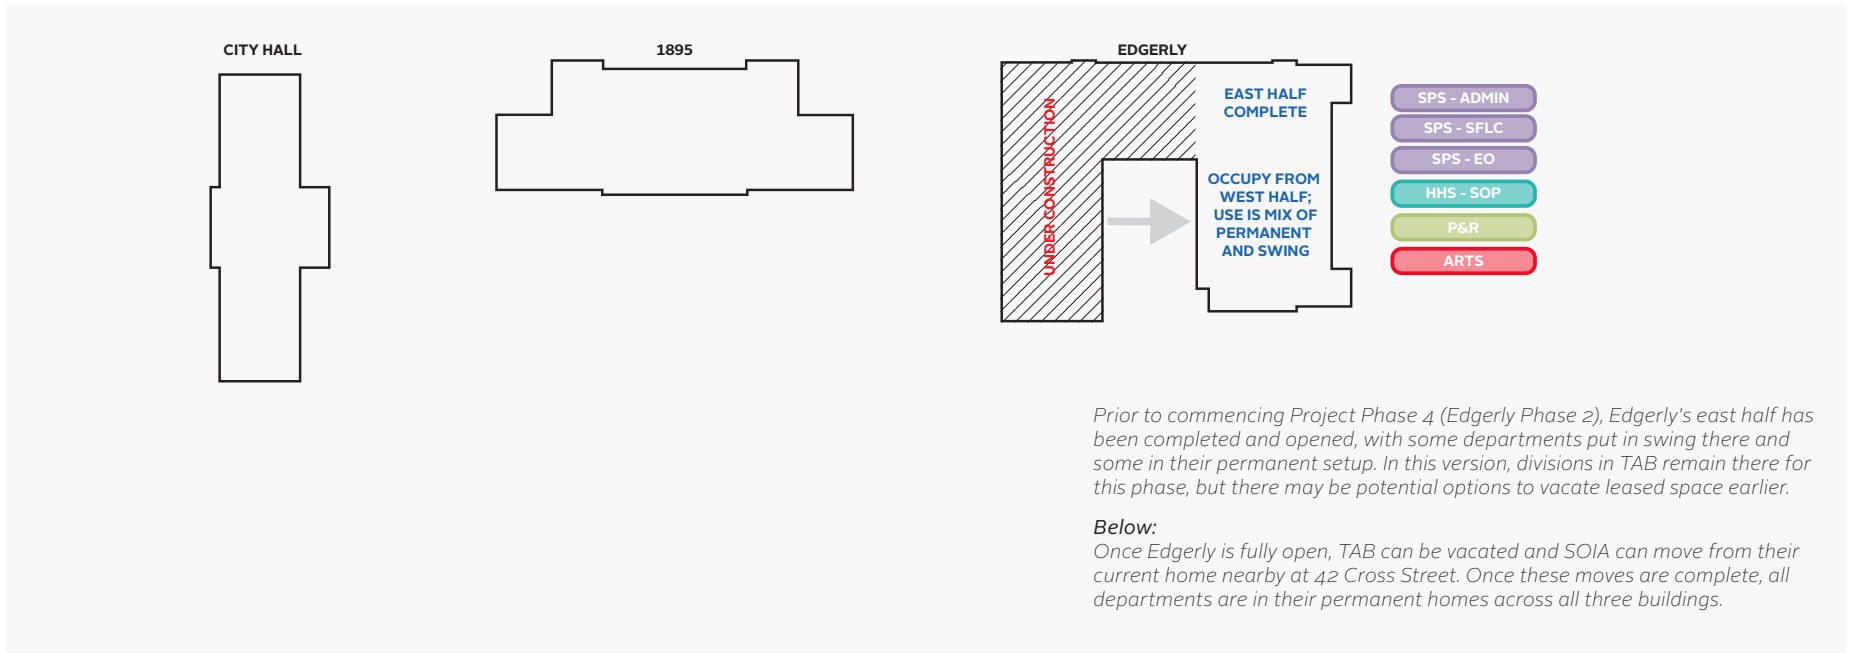 CITY HALL
1895
EDGERLY
UNDER CONSTRUCTION
EAST HALF
COMPLETE
OCCUPY FROM
WEST HALF;
USE IS MIX OF
PERMANENT
AND SWING
SPS - ADMIN
SPS - SFLC
SPS - EO
HHS - SOP
P&R
ARTS
Prior to commencing Project Phase 4 (Edgerly Phase 2), Edgerly's east half has
been completed and opened, with some departments put in swing there and
some in their permanent setup. In this version, divisions in TAB remain there for
this phase, but there may be potential options to vacate leased space earlier.
Below:
Once Edgerly is fully open, TAB can be vacated and SOIA can move from their
current home nearby at 42 Cross Street. Once these moves are complete, all
departments are in their permanent homes across all three buildings.